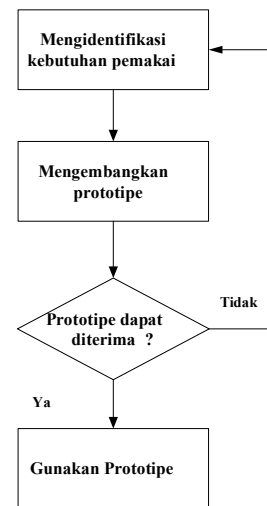 Mengidentifikasi
kebutuhan pemakai
Mengembangkan
prototipe
Prototipe dapat
diterima ?
Tidak
Ya
Gunakan Prototipe